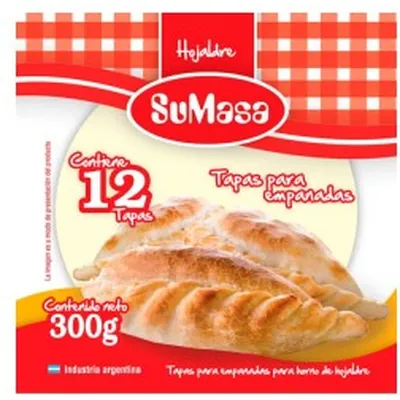 Hojaldre
SuMasa
Contiene
12
Tapas
Tapas para
empanadas
La imagen es a modo de presentación del producto
Contenido neto
300g
Industria argentina
Tapas para empanadas para horno de hojaldre